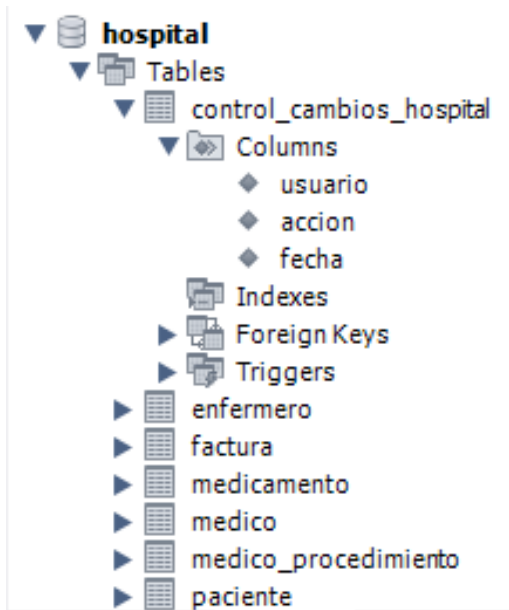 hospital
Tables
control_cambios_hospital
Columns
usuario
accion
fecha
Indexes
Foreign Keys
Triggers
enfermero
factura
medicamento
medico
medico_procedimiento
paciente